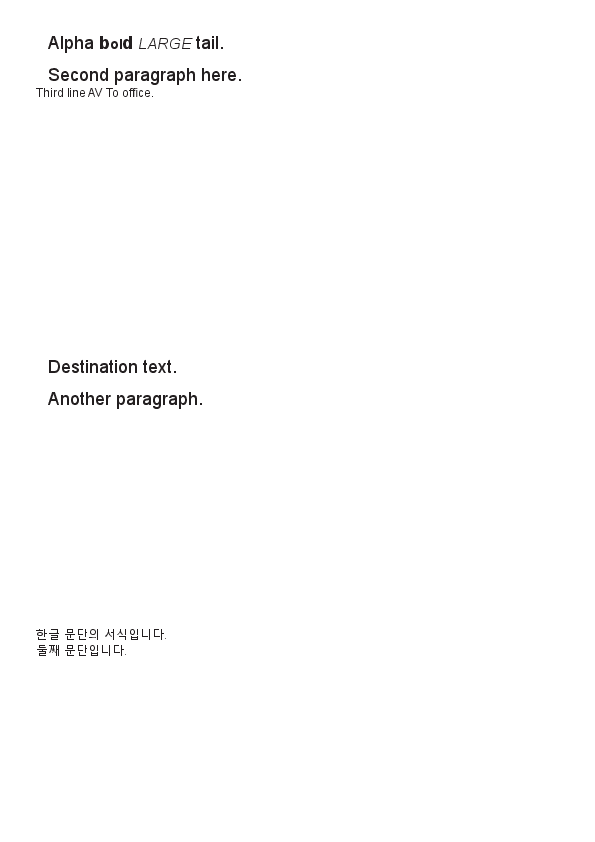 Alpha bold LARGE tail.
Second paragraph here.
Third line AV To office.
Destination text.
Another paragraph.
한글 문단의 서식입니다.
둘째 문단입니다.